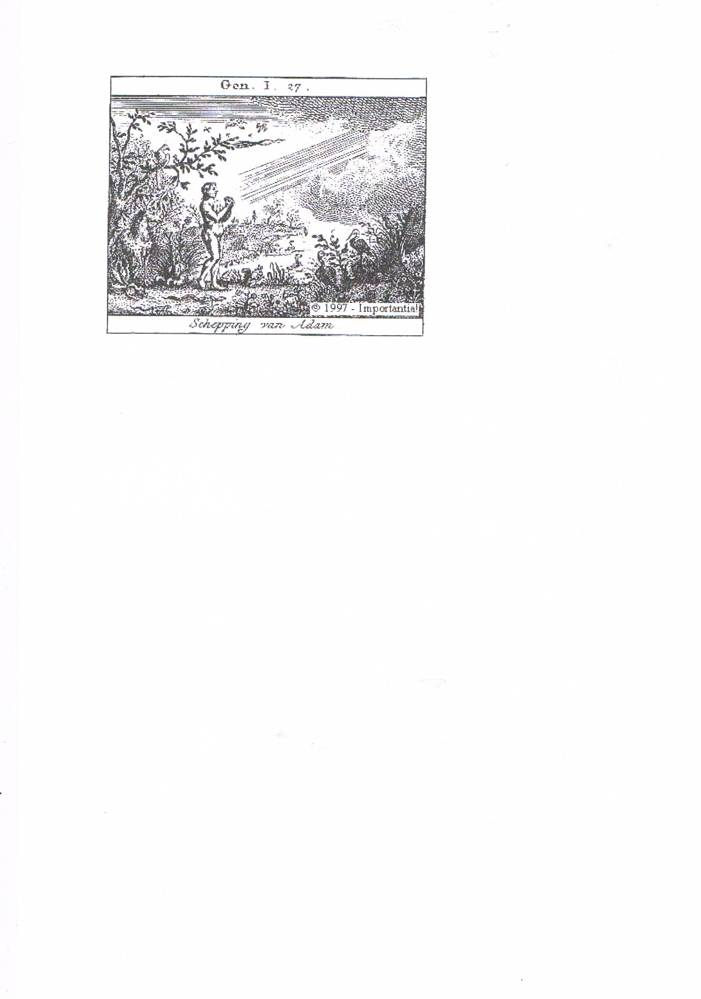 Gen. I. 27.
© 1997 - Importantia!
Schepping van Adam